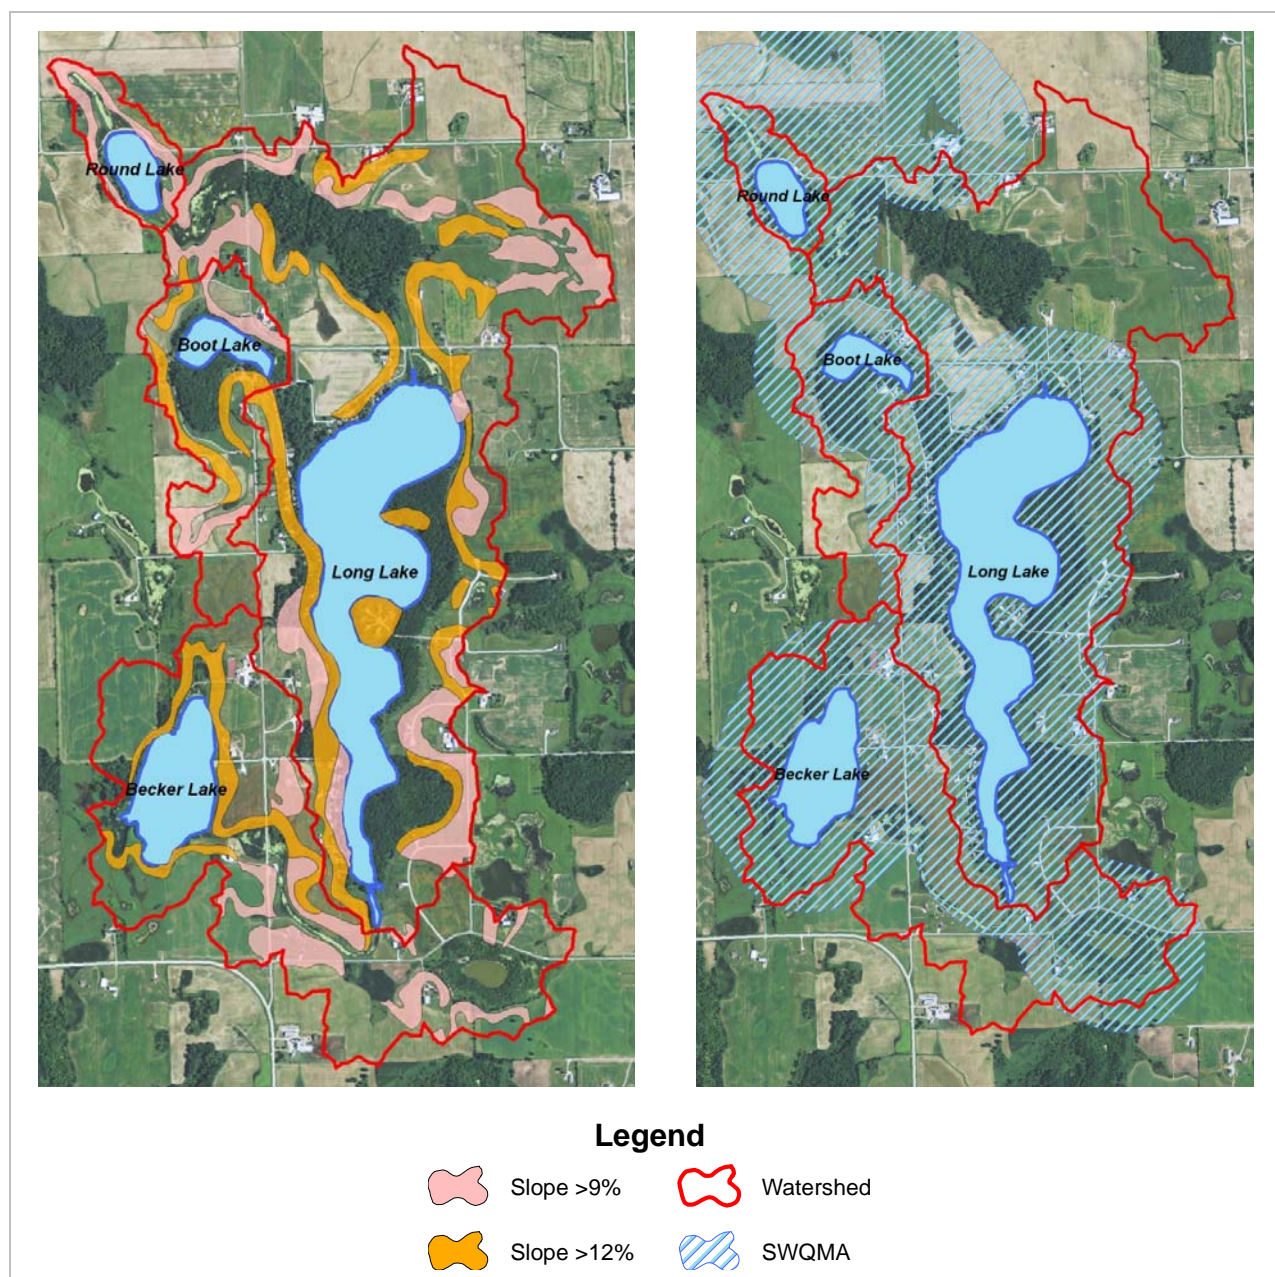 Round Lake
Boot Lake
Long Lake
Becker Lake
Round Lake
Boot Lake
Long Lake
Becker Lake
Legend
Slope >9%
Watershed
Slope >12%
SWQMA